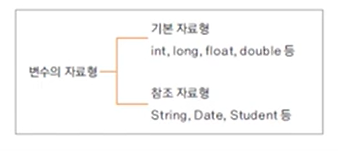 기본 자료형
int, long, float, double 등
변수의 자료형
참조 자료형
String, Date, Student 등